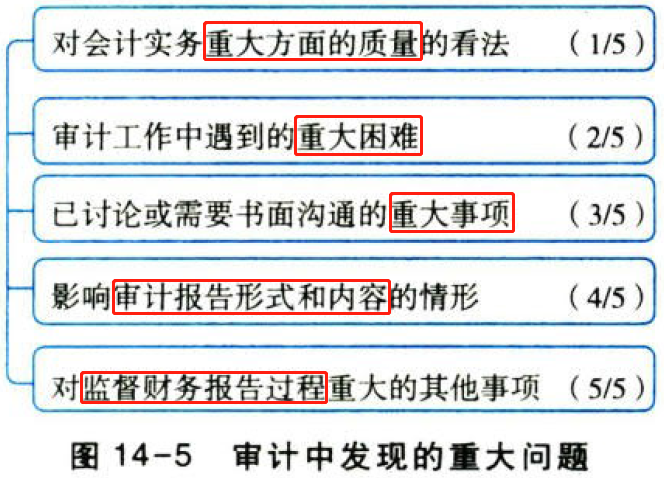 对会计实务重大方面的质量的看法 （1/5）
审计工作中遇到的重大困难 （2/5）
已讨论或需要书面沟通的重大事项 （3/5）
影响审计报告形式和内容的情形 （4/5）
对监督财务报告过程重大的其他事项 （5/5）
图 14-5 审计中发现的重大问题